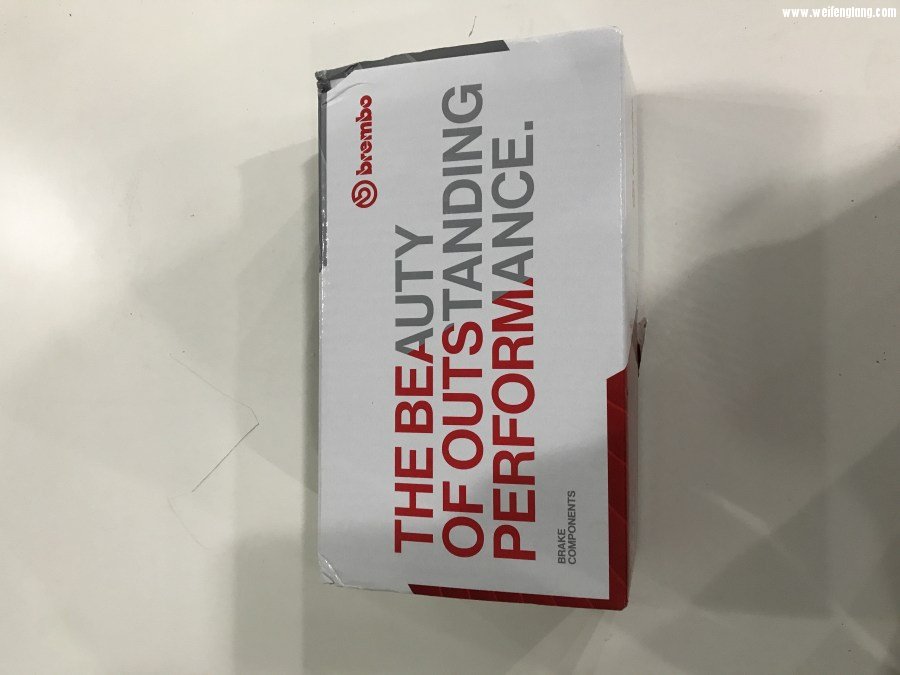 www.weifengtang.com
brembo
THE BEAUTY
OF OUTSTANDING
PERFORMANCE.
BRAKE
COMPONENTS